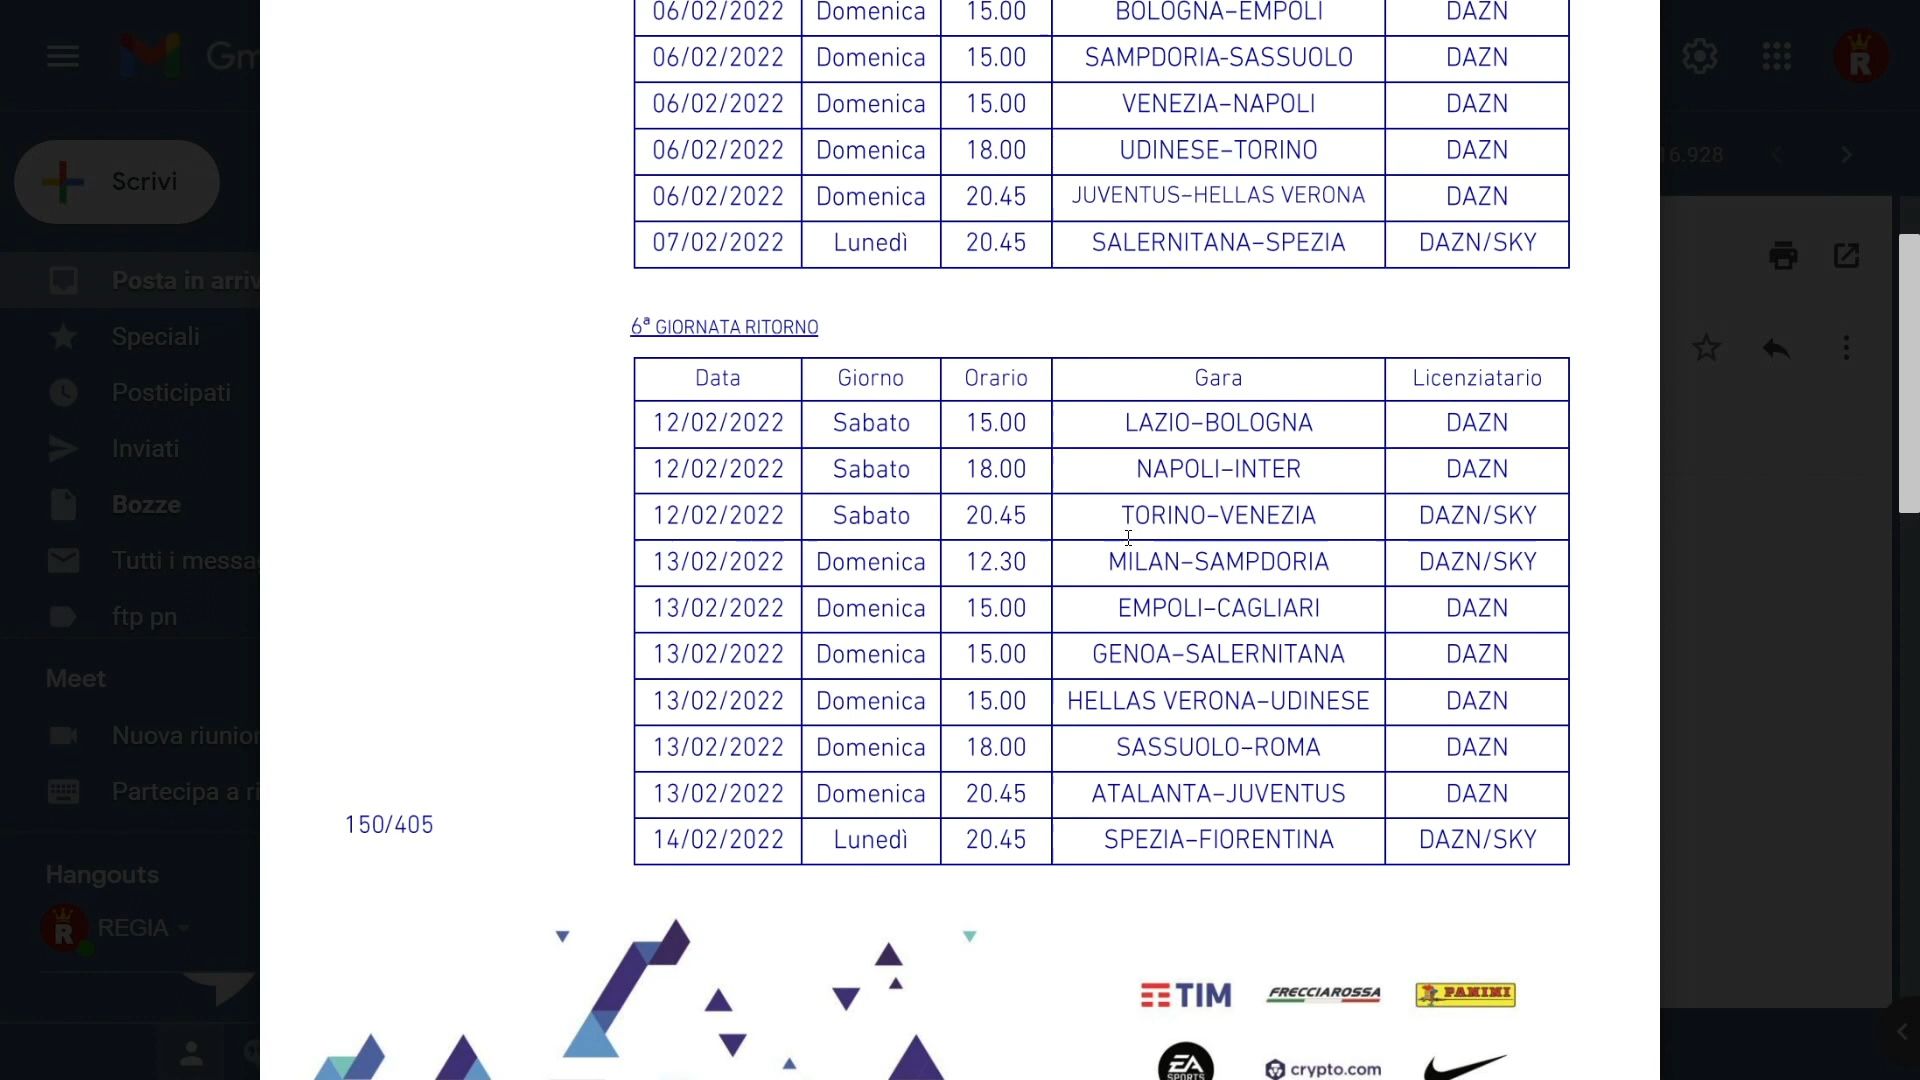 Gm
Scrivi
Posta in arriv
Speciali
Posticipati
Inviati
Bozze
Tutti i messa
ftp pn
Meet
Nuova riunion
Partecipa a ri
Hangouts
R REGIA
R
16.928
06/02/2022 Domenica 15.00 BOLOGNA–EMPOLI DAZN
06/02/2022 Domenica 15.00 SAMPDORIA-SASSUOLO DAZN
06/02/2022 Domenica 15.00 VENEZIA–NAPOLI DAZN
06/02/2022 Domenica 18.00 UDINESE–TORINO DAZN
06/02/2022 Domenica 20.45 JUVENTUS–HELLAS VERONA DAZN
07/02/2022 Lunedì 20.45 SALERNITANA–SPEZIA DAZN/SKY
6ª GIORNATA RITORNO
Data Giorno Orario Gara Licenziatario
12/02/2022 Sabato 15.00 LAZIO–BOLOGNA DAZN
12/02/2022 Sabato 18.00 NAPOLI–INTER DAZN
12/02/2022 Sabato 20.45 TORINO–VENEZIA DAZN/SKY
13/02/2022 Domenica 12.30 MILAN–SAMPDORIA DAZN/SKY
13/02/2022 Domenica 15.00 EMPOLI–CAGLIARI DAZN
13/02/2022 Domenica 15.00 GENOA–SALERNITANA DAZN
13/02/2022 Domenica 15.00 HELLAS VERONA–UDINESE DAZN
13/02/2022 Domenica 18.00 SASSUOLO–ROMA DAZN
13/02/2022 Domenica 20.45 ATALANTA–JUVENTUS DAZN
14/02/2022 Lunedì 20.45 SPEZIA–FIORENTINA DAZN/SKY
150/405
TIM FRECCIAROSSA PANINI
EA SPORTS crypto.com